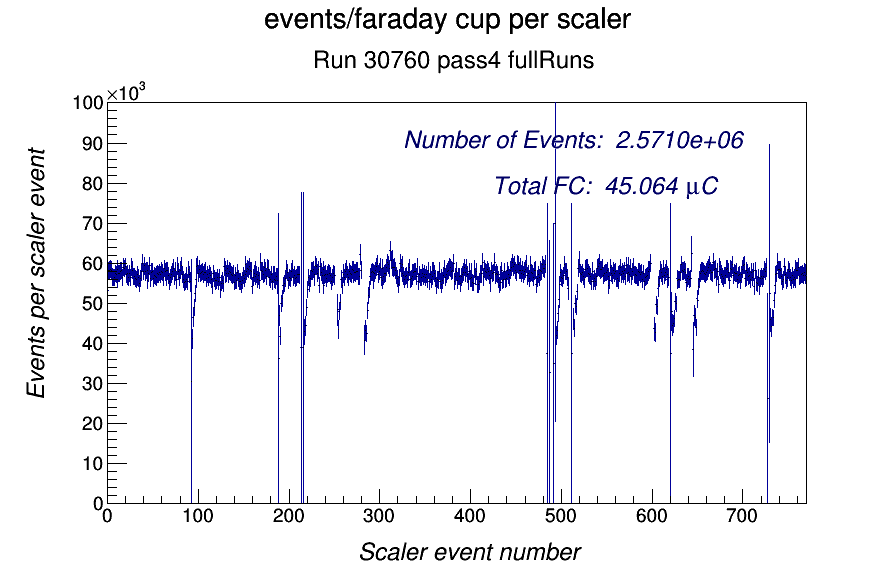 events/faraday cup per scaler
Run 30760 pass4 fullRuns
×10³
100
90
80
70
60
50
40
30
20
10
0
Events per scaler event
Number of Events: 2.5710e+06
Total FC: 45.064 μC
0 100 200 300 400 500 600 700
Scaler event number